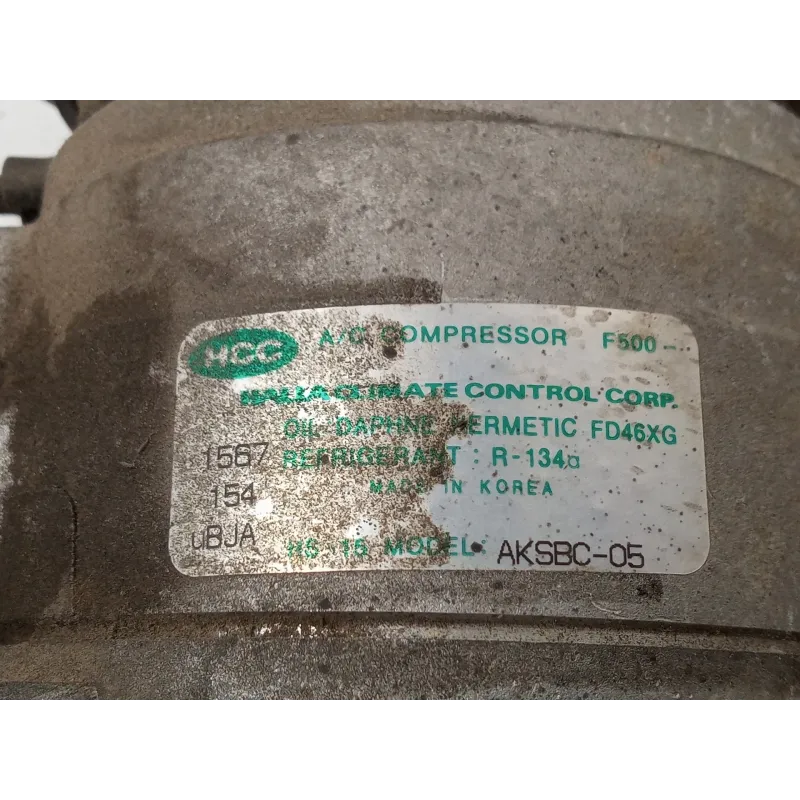 HCC A/C COMPRESSOR F500-
HALLA CLIMATE CONTROL CORP.
OIL DAPHNE HERMETIC FD46XG
1567 REFRIGERANT : R-134a
154 MADE IN KOREA
uBJA HS-15 MODEL: AKSBC-05